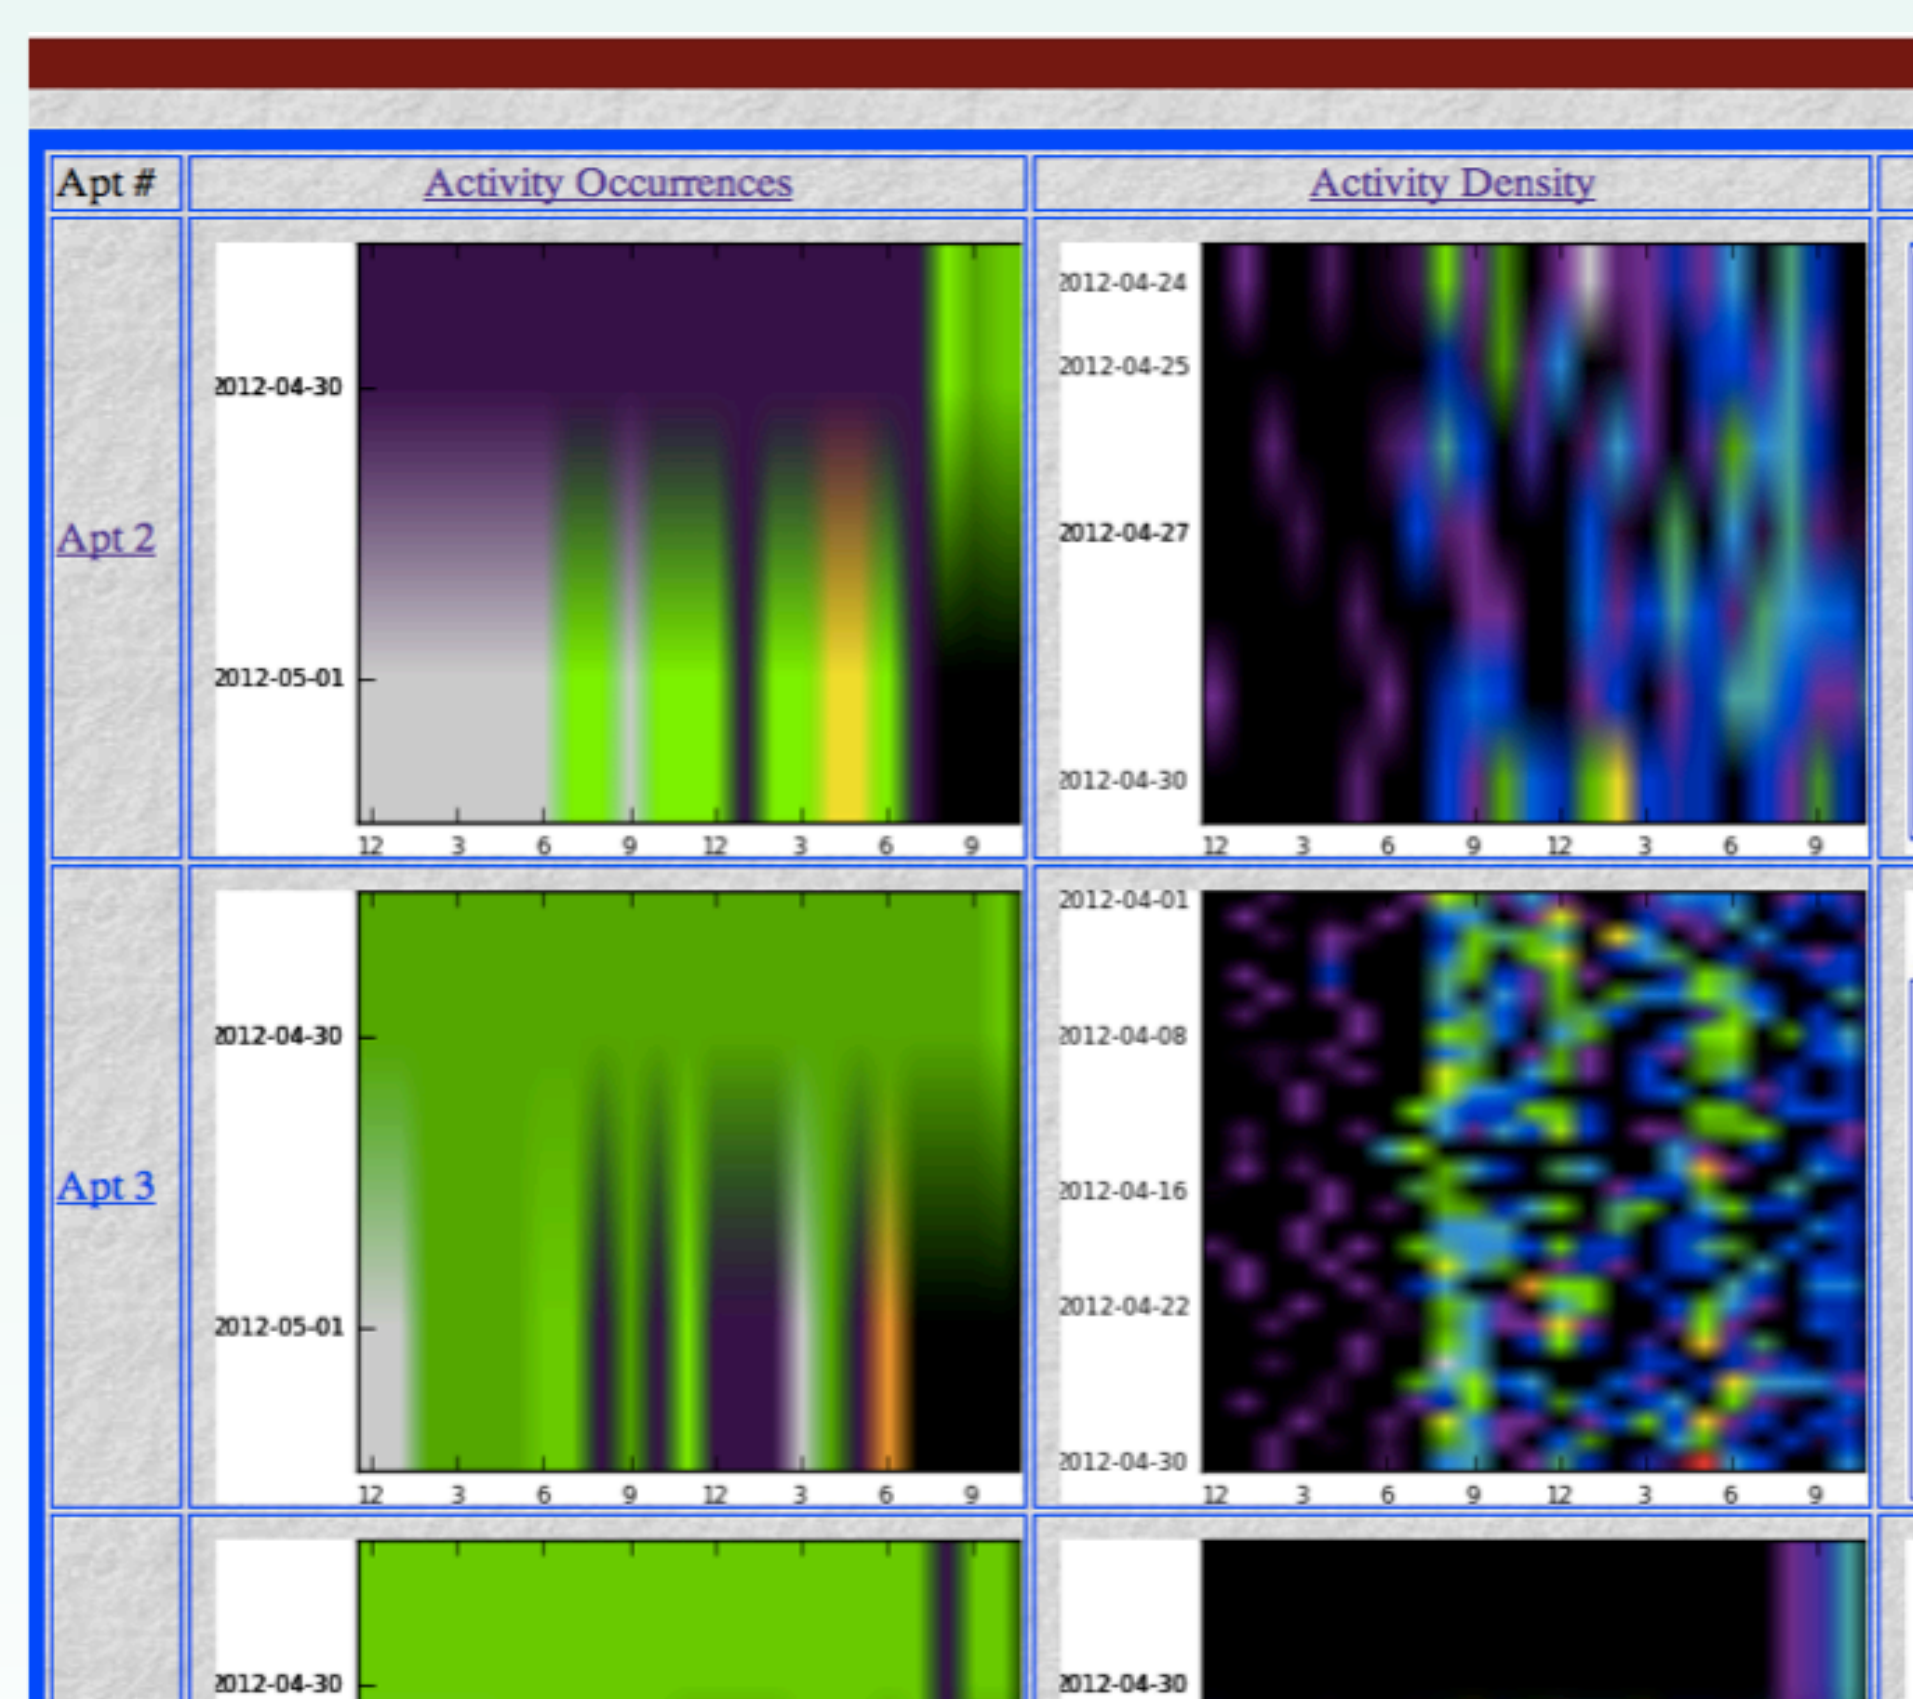 Apt #
Activity Occurrences
Activity Density
Apt 2
2012-04-30
2012-05-01
12 3 6 9 12 3 6 9
2012-04-24
2012-04-25
2012-04-27
2012-04-30
12 3 6 9 12 3 6 9
Apt 3
2012-04-30
2012-05-01
12 3 6 9 12 3 6 9
2012-04-01
2012-04-08
2012-04-16
2012-04-22
2012-04-30
12 3 6 9 12 3 6 9
2012-04-30
2012-04-30